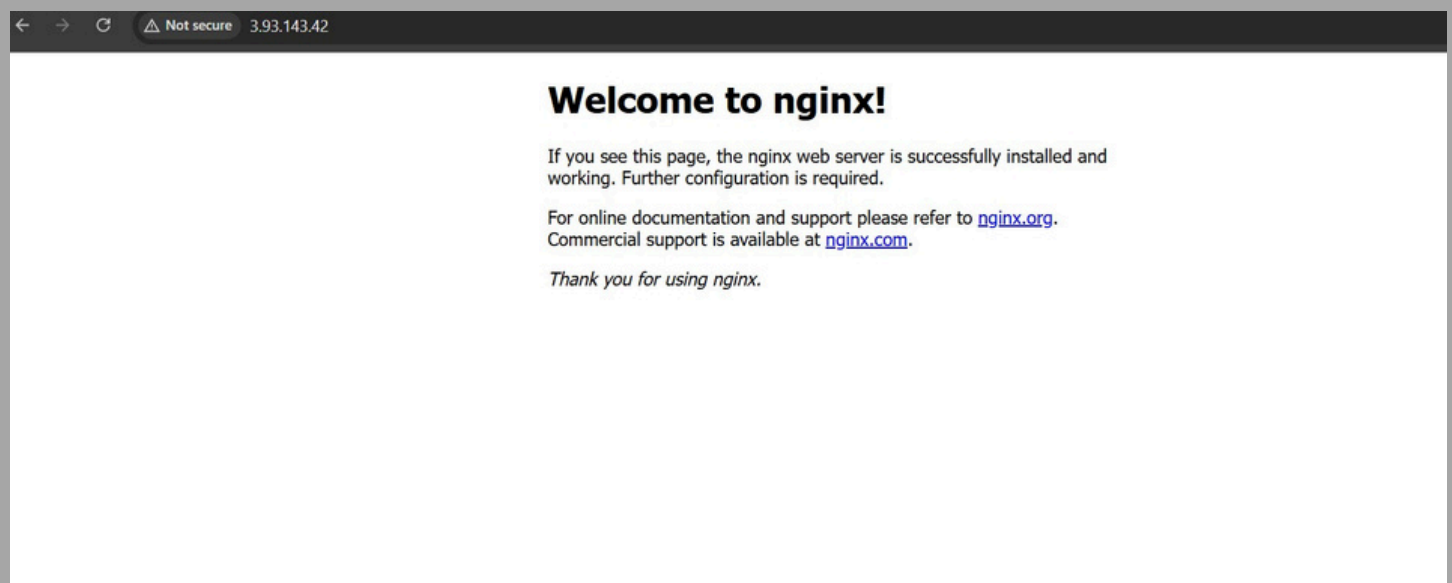 Not secure 3.93.143.42
Welcome to nginx!
If you see this page, the nginx web server is successfully installed and
working. Further configuration is required.
For online documentation and support please refer to nginx.org.
Commercial support is available at nginx.com.
Thank you for using nginx.